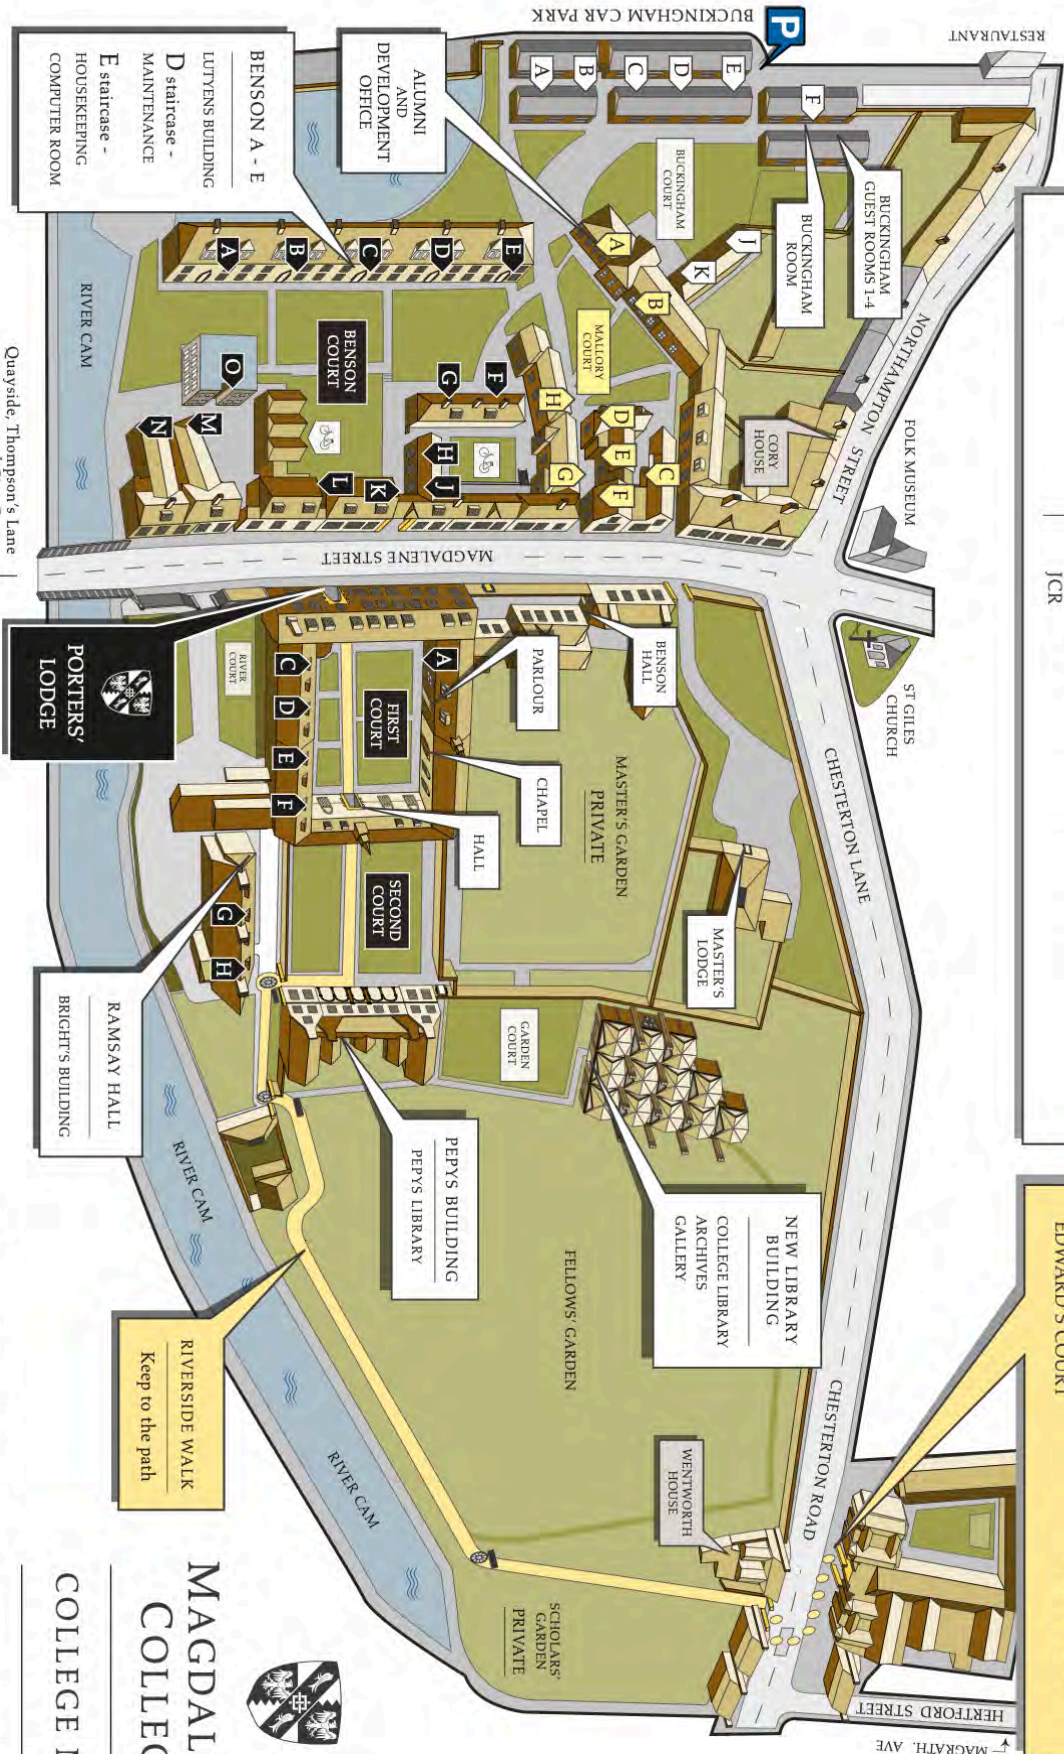 RESTAURANT
BUCKINGHAM CAR PARK
P
A
B
C
D
E
F
BUCKINGHAM
GUEST ROOMS 1-4
BUCKINGHAM
ROOM
BUCKINGHAM
COURT
J
K
ALUMNI
AND
DEVELOPMENT
OFFICE
BENSON A - E
LUTYENS BUILDING
D staircase -
MAINTENANCE
E staircase -
HOUSEKEEPING
COMPUTER ROOM
A
B
MALLORY
COURT
H
D
E
F
G
C
CORY
HOUSE
NORTHAMPTON STREET
FOLK MUSEUM
ST GILES
CHURCH
A
B
C
D
E
BENSON
COURT
F
G
H
J
K
L
M
N
O
RIVER CAM
Quayside, Thompson's Lane
MAGDALENE STREET
PORTERS'
LODGE
RIVER
COURT
BENSON
HALL
PARLOUR
CHAPEL
HALL
A
C
D
E
F
FIRST
COURT
SECOND
COURT
MASTER'S GARDEN
PRIVATE
MASTER'S
LODGE
CHESTERTON LANE
G
H
RAMSAY HALL
BRIGHT'S BUILDING
GARDEN
COURT
PEPYS BUILDING
PEPYS LIBRARY
NEW LIBRARY
BUILDING
COLLEGE LIBRARY
ARCHIVES
GALLERY
FELLOWS' GARDEN
RIVER CAM
RIVERSIDE WALK
Keep to the path
RIVER CAM
WENTWORTH
HOUSE
CHESTERTON ROAD
SCHOLARS'
GARDEN
PRIVATE
HERTFORD STREET
MAGRATH. AVE
JCR
EDWARD'S COURT
MAGDAL
COLLEG
COLLEGE